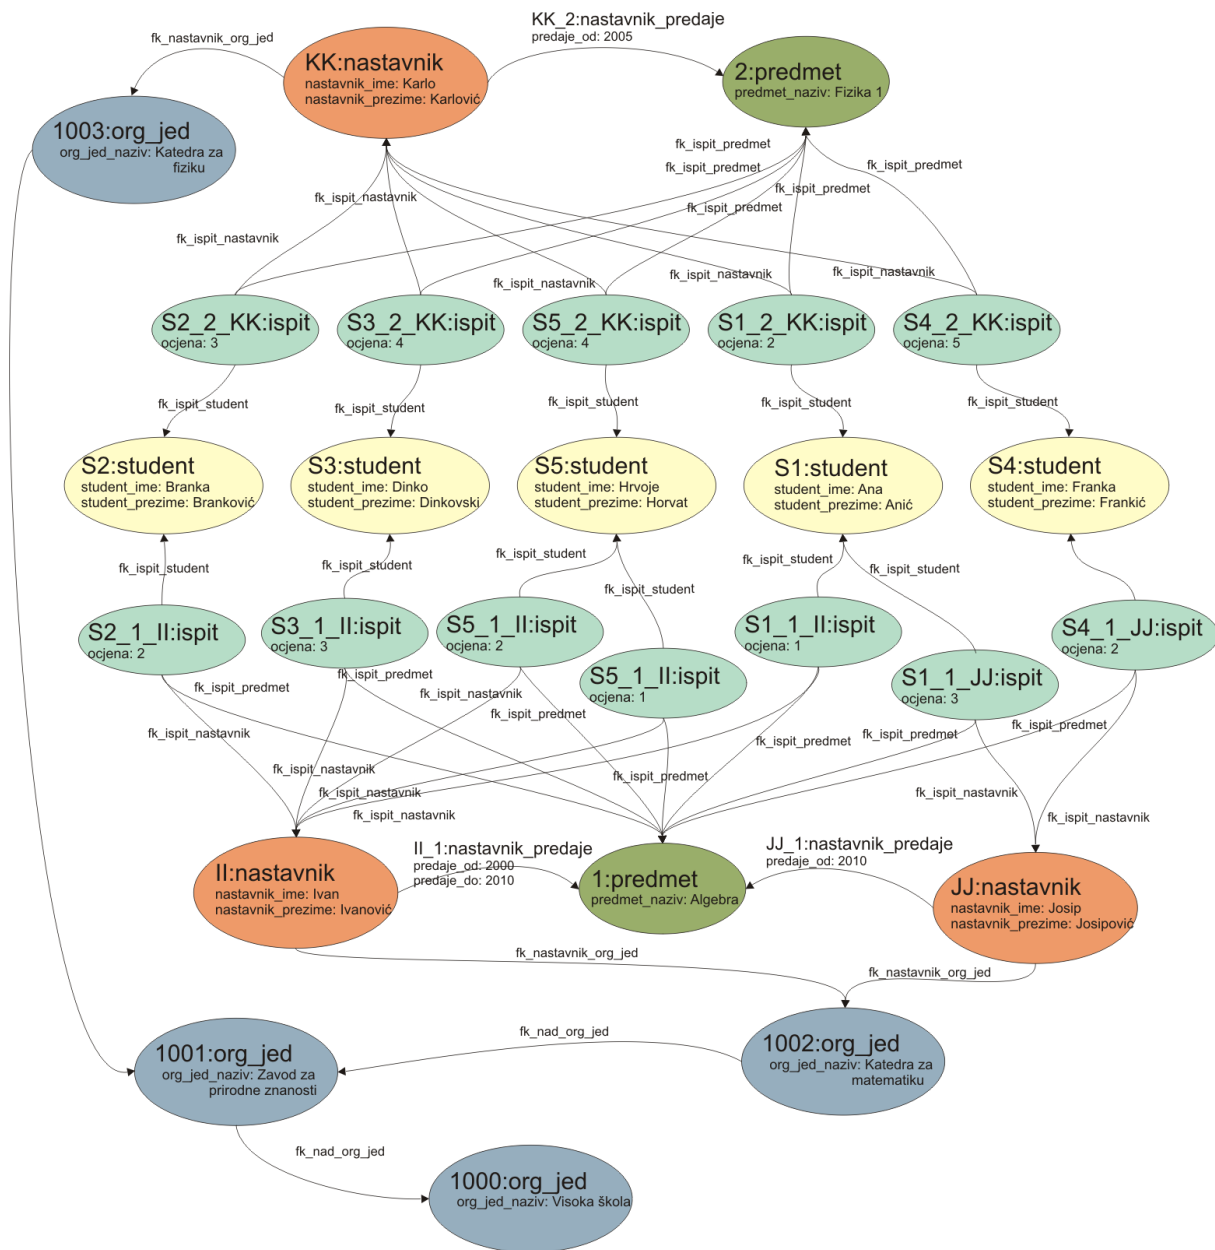 KK_2:nastavnik_predaje
predaje_od: 2005
fk_nastavnik_org_jed
KK:nastavnik
nastavnik_ime: Karlo
nastavnik_prezime: Karlović
2:predmet
predmet_naziv: Fizika 1
1003:org_jed
org_jed_naziv: Katedra za
fiziku
fk_ispit_predmet
fk_ispit_predmet
fk_ispit_predmet
fk_ispit_predmet
fk_ispit_predmet
fk_ispit_nastavnik
fk_ispit_nastavnik
fk_ispit_nastavnik
fk_ispit_nastavnik
fk_ispit_nastavnik
S2_2_KK:ispit
ocjena: 3
S3_2_KK:ispit
ocjena: 4
S5_2_KK:ispit
ocjena: 4
S1_2_KK:ispit
ocjena: 2
S4_2_KK:ispit
ocjena: 5
fk_ispit_student
fk_ispit_student
fk_ispit_student
fk_ispit_student
fk_ispit_student
S2:student
student_ime: Branka
student_prezime: Branković
S3:student
student_ime: Dinko
student_prezime: Dinkovski
S5:student
student_ime: Hrvoje
student_prezime: Horvat
S1:student
student_ime: Ana
student_prezime: Anić
S4:student
student_ime: Franka
student_prezime: Frankić
fk_ispit_student
fk_ispit_student
fk_ispit_student
fk_ispit_student
fk_ispit_student
fk_ispit_student
fk_ispit_student
S2_1_II:ispit
ocjena: 2
S3_1_II:ispit
ocjena: 3
S5_1_II:ispit
ocjena: 2
S5_1_II:ispit
ocjena: 1
S1_1_II:ispit
ocjena: 1
S1_1_JJ:ispit
ocjena: 3
S4_1_JJ:ispit
ocjena: 2
fk_ispit_predmet
fk_ispit_predmet
fk_ispit_nastavnik
fk_ispit_predmet
fk_ispit_nastavnik
fk_ispit_predmet
fk_ispit_predmet
fk_ispit_predmet
fk_ispit_nastavnik
fk_ispit_predmet
fk_ispit_nastavnik
fk_ispit_nastavnik
fk_ispit_nastavnik
fk_ispit_nastavnik
II_1:nastavnik_predaje
predaje_od: 2000
predaje_do: 2010
JJ_1:nastavnik_predaje
predaje_od: 2010
II:nastavnik
nastavnik_ime: Ivan
nastavnik_prezime: Ivanović
1:predmet
predmet_naziv: Algebra
JJ:nastavnik
nastavnik_ime: Josip
nastavnik_prezime: Josipović
fk_nastavnik_org_jed
fk_nastavnik_org_jed
fk_nad_org_jed
1001:org_jed
org_jed_naziv: Zavod za
prirodne znanosti
1002:org_jed
org_jed_naziv: Katedra za
matematiku
fk_nad_org_jed
1000:org_jed
org_jed_naziv: Visoka škola